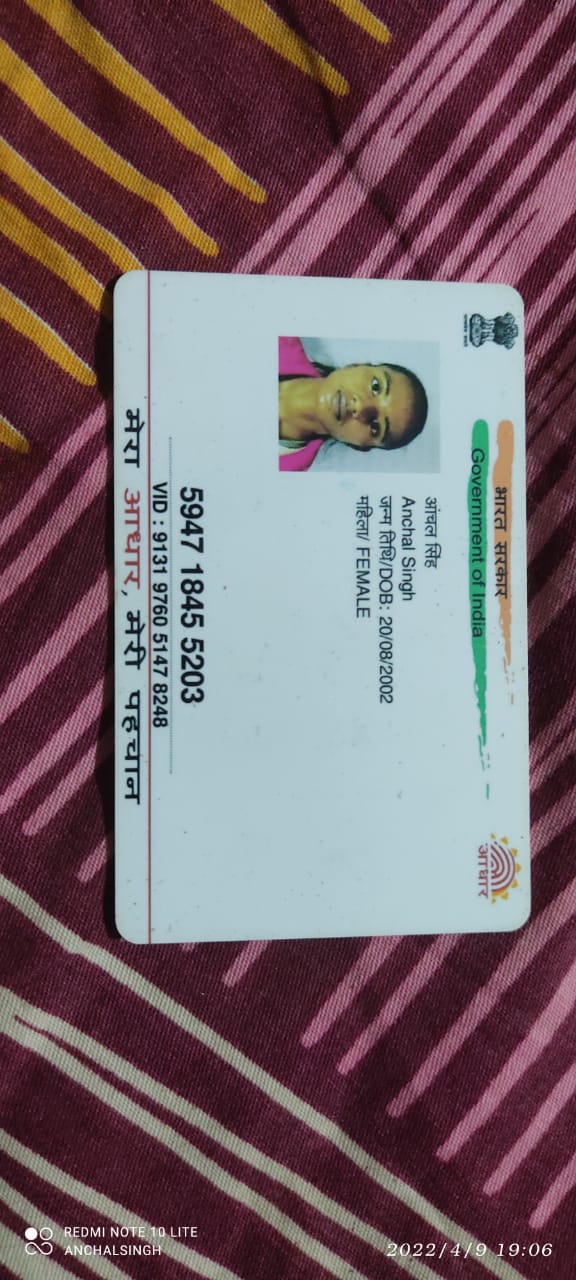 भारत सरकार
Government of India
आधार
आंचल सिंह
Anchal Singh
जन्म तिथि/DOB: 20/08/2002
महिला/ FEMALE
5947 1845 5203
VID : 9131 9760 5147 8248
मेरा आधार, मेरी पहचान
REDMI NOTE 10 LITE
ANCHALSINGH
2022/4/9 19:06